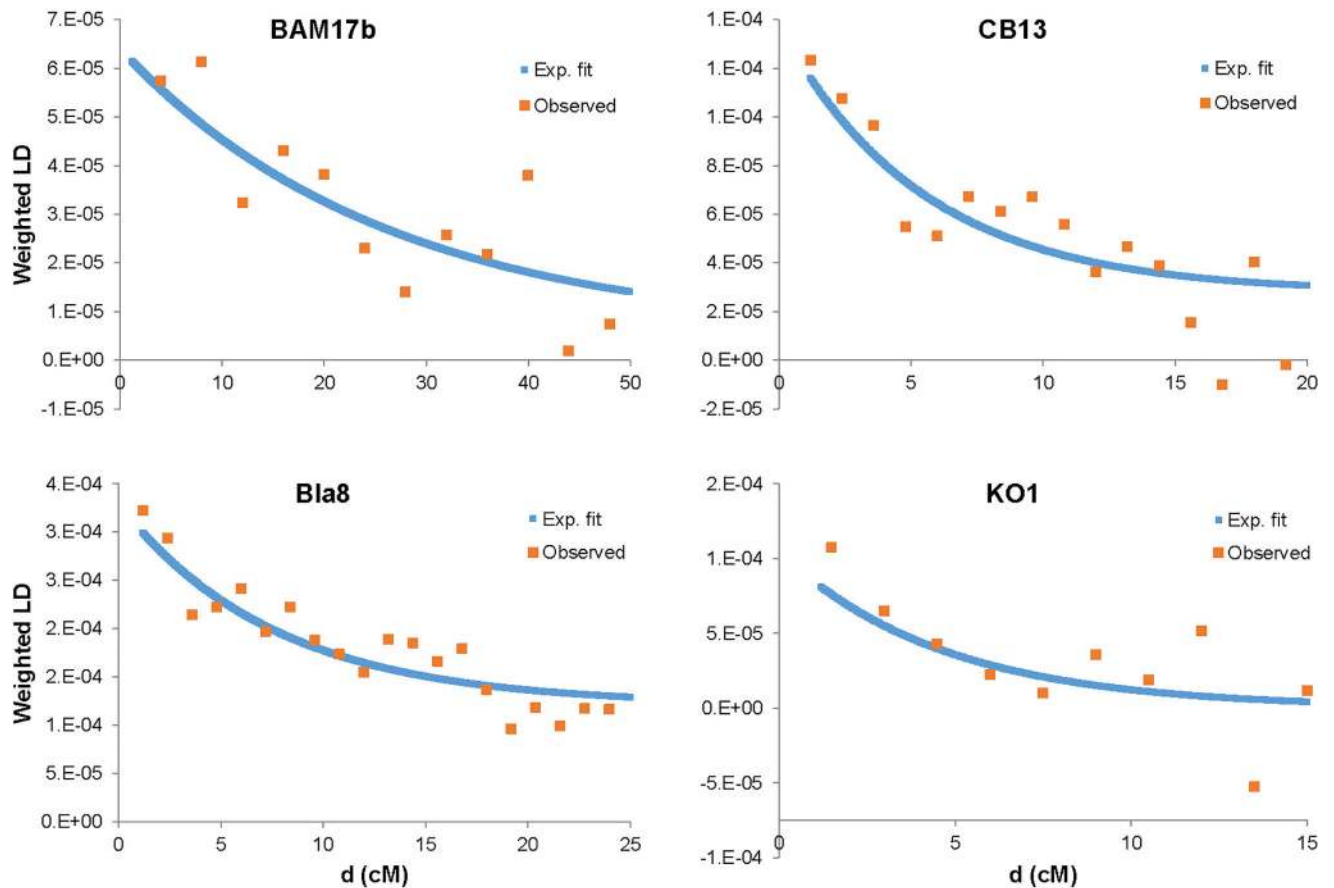 BAM17b
7.E-05
6.E-05
5.E-05
4.E-05
3.E-05
2.E-05
1.E-05
0.E+00
-1.E-05
0 10 20 30 40 50
Weighted LD
Exp. fit
Observed
CB13
1.E-04
1.E-04
1.E-04
8.E-05
6.E-05
4.E-05
2.E-05
0.E+00
-2.E-05
0 5 10 15 20
Exp. fit
Observed
Bla8
4.E-04
3.E-04
3.E-04
2.E-04
2.E-04
1.E-04
5.E-05
0.E+00
0 5 10 15 20 25
Weighted LD
d (cM)
Exp. fit
Observed
KO1
2.E-04
1.E-04
5.E-05
0.E+00
-5.E-05
-1.E-04
0 5 10 15
d (cM)
Exp. fit
Observed